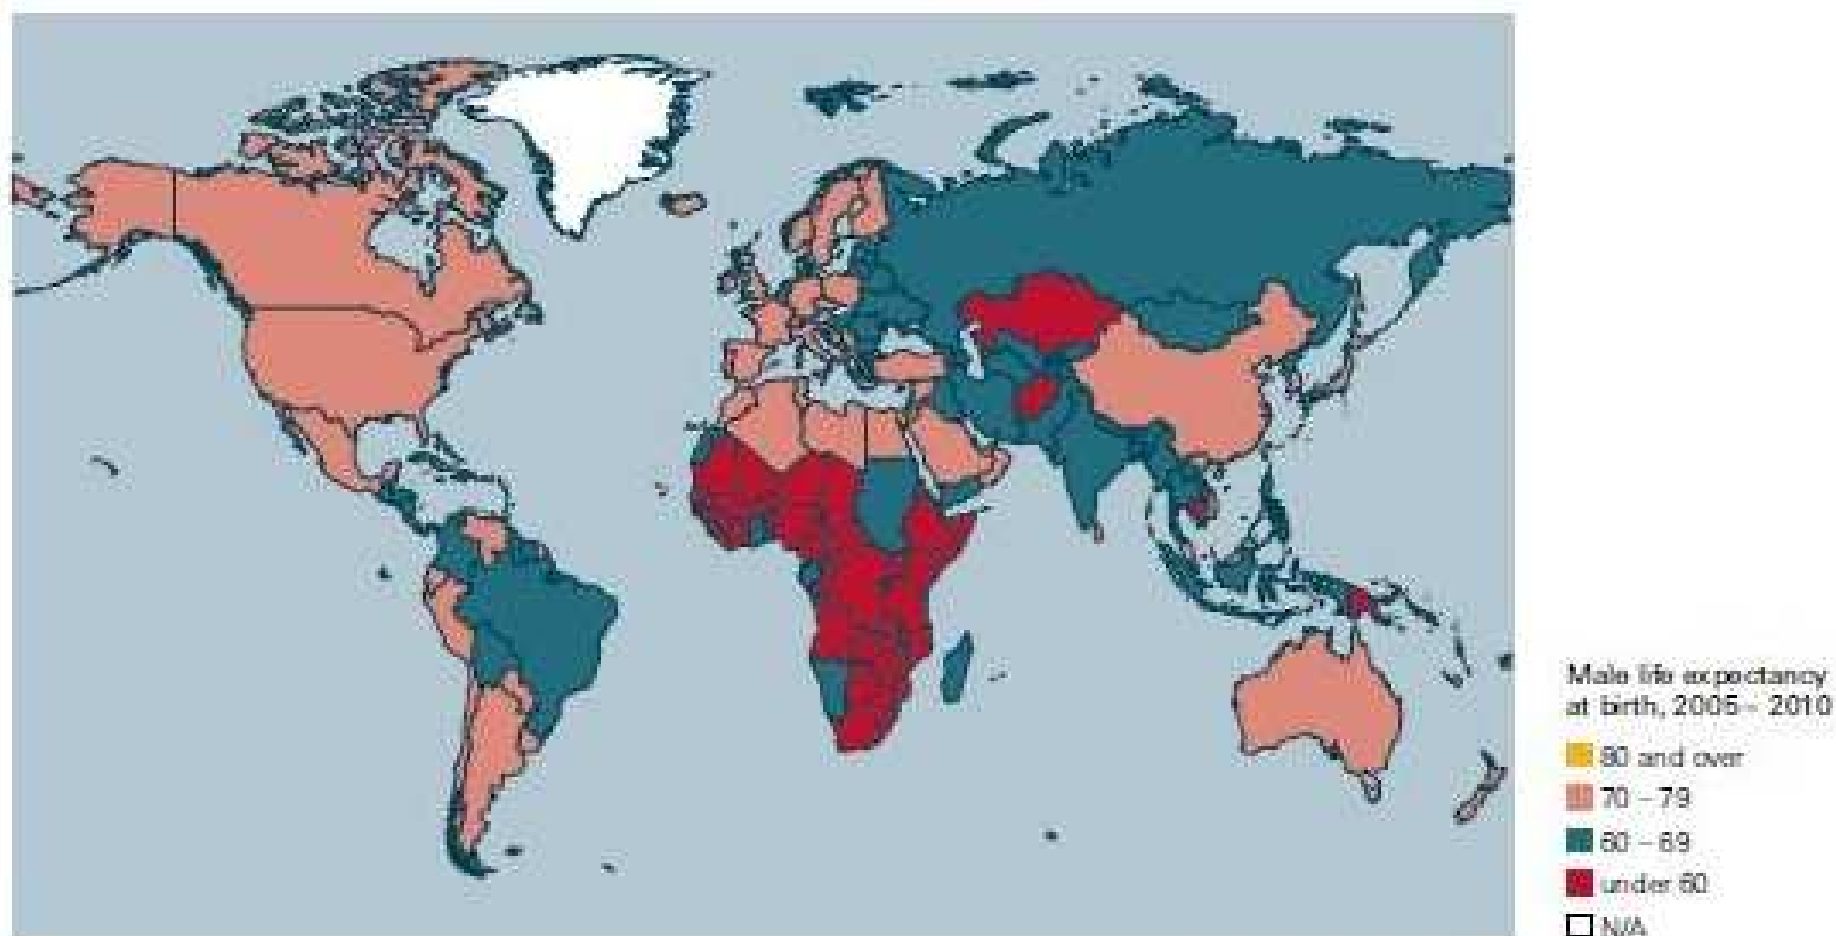 Male life expectancy
at birth, 2005 – 2010
80 and over
70 – 79
60 – 69
under 60
N/A